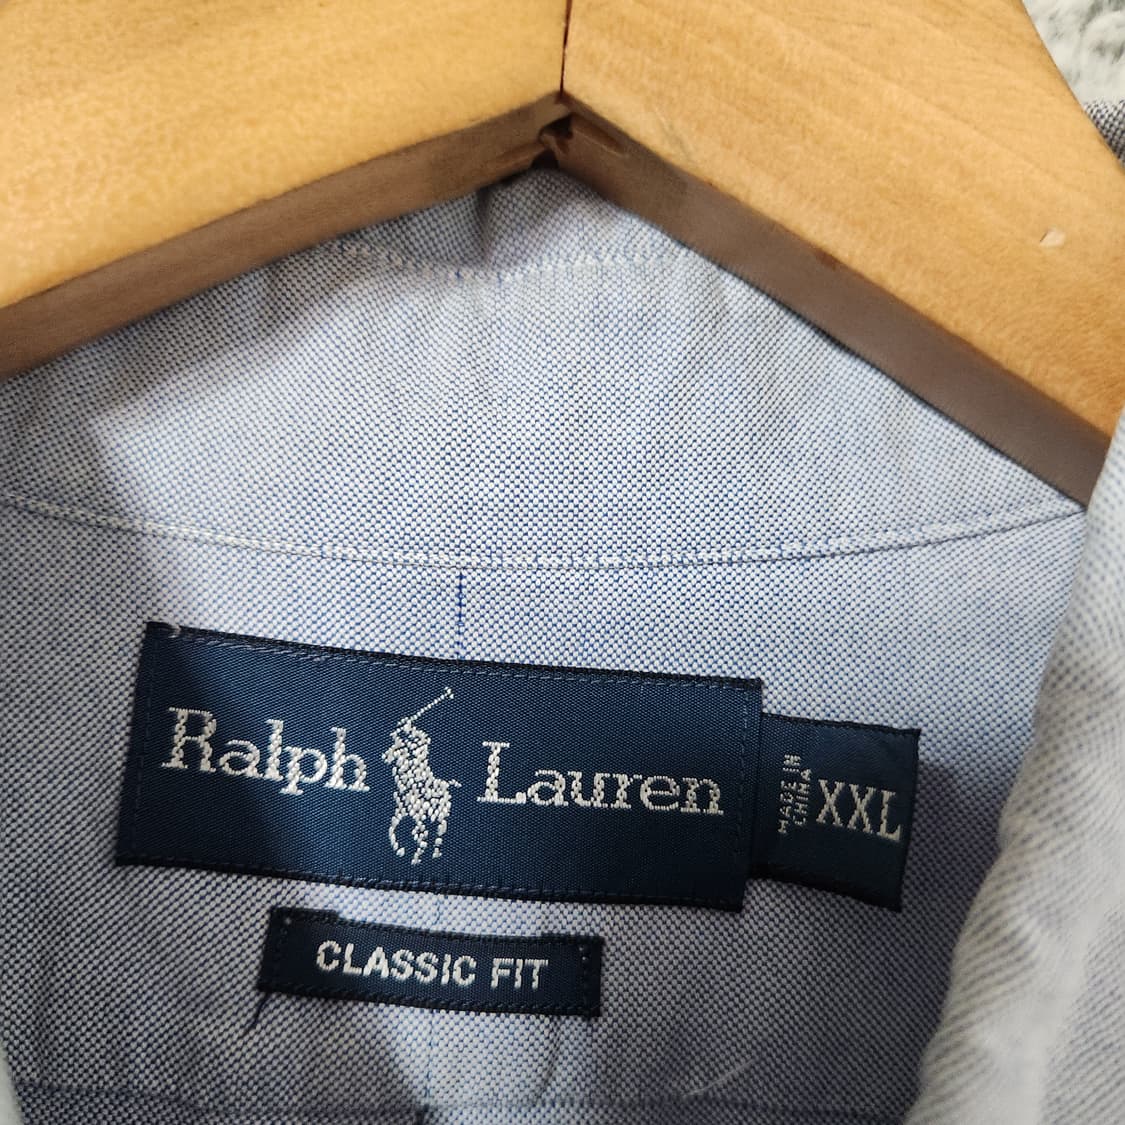 Ralph Lauren
MADE IN
CHINA
XXL
CLASSIC FIT